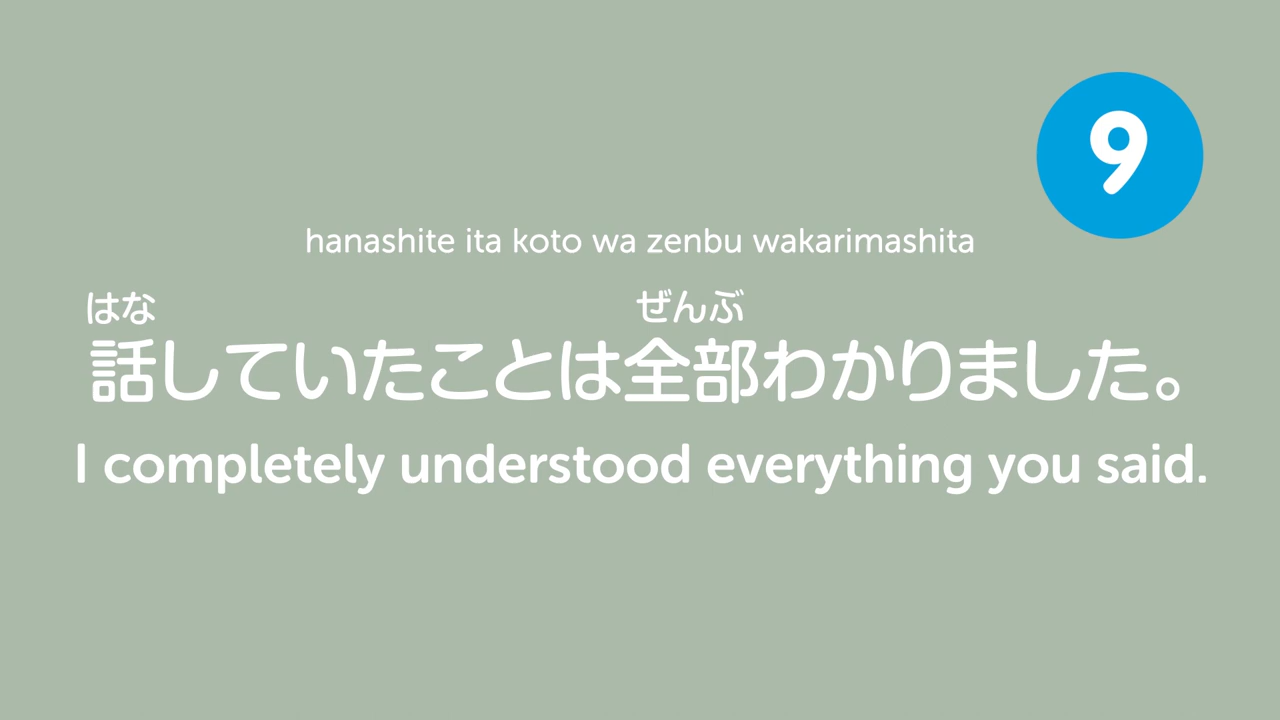 9
hanashite ita koto wa zenbu wakarimashita
はな ぜんぶ
話していたことは全部わかりました。
I completely understood everything you said.